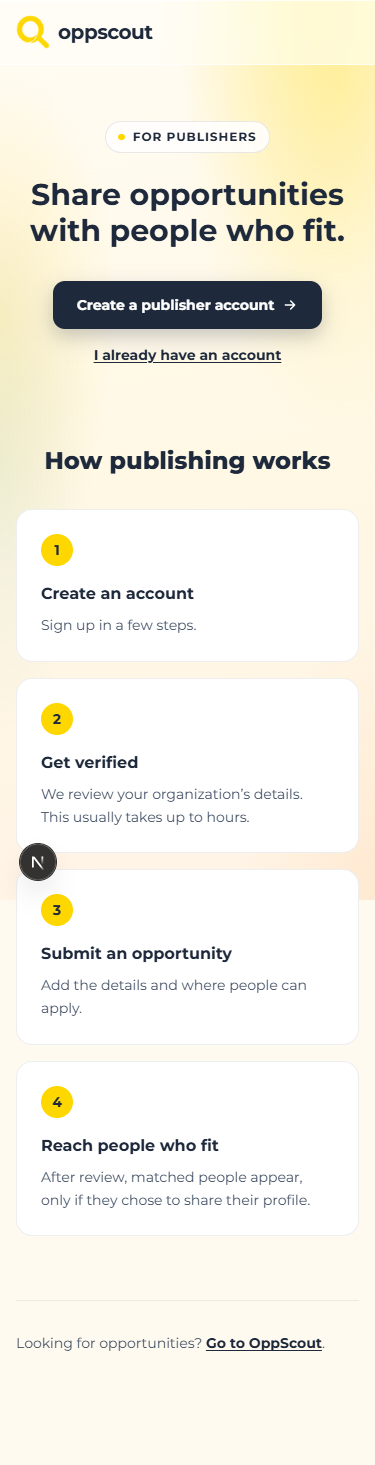 oppscout
FOR PUBLISHERS
Share opportunities
with people who fit.
Create a publisher account →
I already have an account
How publishing works
1
Create an account
Sign up in a few steps.
2
Get verified
We review your organization’s details.
This usually takes up to hours.
N
3
Submit an opportunity
Add the details and where people can
apply.
4
Reach people who fit
After review, matched people appear,
only if they chose to share their profile.
Looking for opportunities? Go to OppScout.